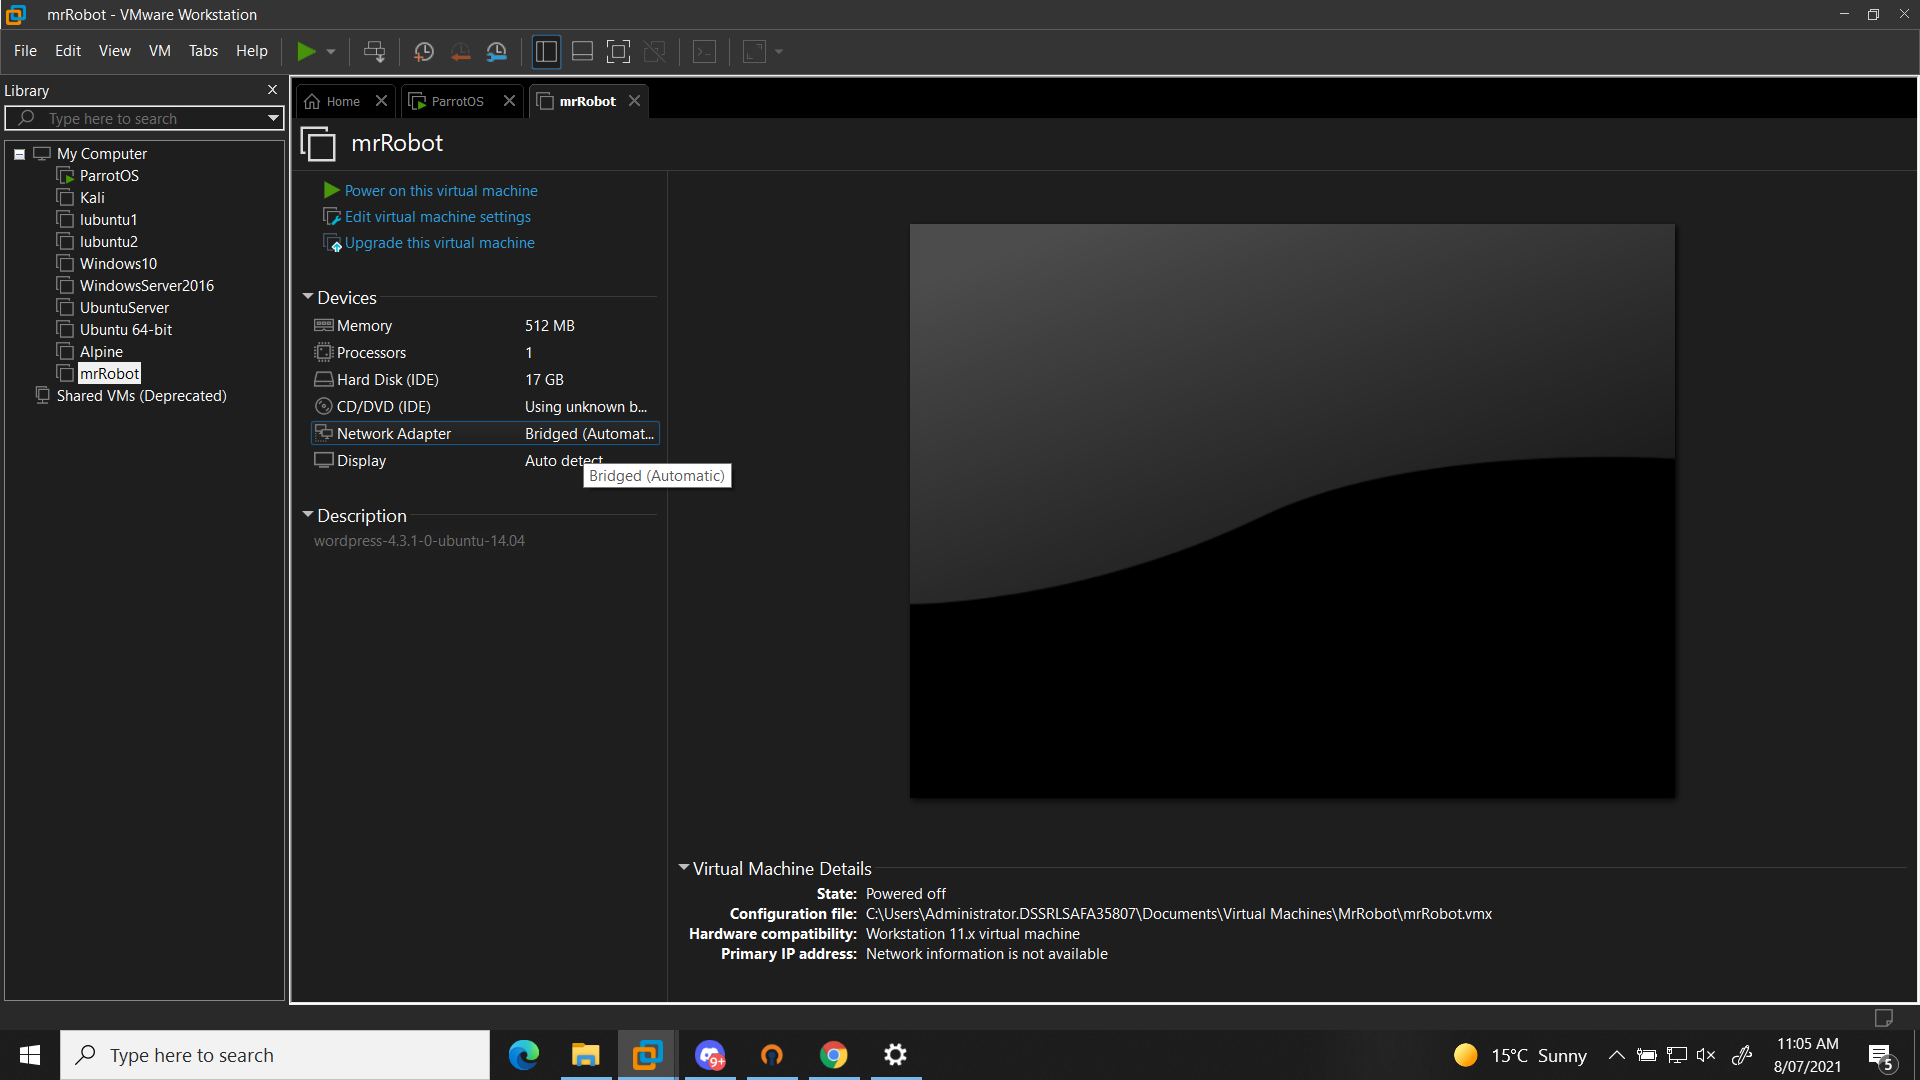 mrRobot - VMware Workstation
File Edit View VM Tabs Help
Library
Type here to search
My Computer
ParrotOS
Kali
lubuntu1
lubuntu2
Windows10
WindowsServer2016
UbuntuServer
Ubuntu 64-bit
Alpine
mrRobot
Shared VMs (Deprecated)
Home ParrotOS mrRobot
mrRobot
Power on this virtual machine
Edit virtual machine settings
Upgrade this virtual machine
Devices
Memory 512 MB
Processors 1
Hard Disk (IDE) 17 GB
CD/DVD (IDE) Using unknown b...
Network Adapter Bridged (Automat...
Display Auto detect
Bridged (Automatic)
Description
wordpress-4.3.1-0-ubuntu-14.04
Virtual Machine Details
State: Powered off
Configuration file: C:\Users\Administrator.DSSRLSAFA35807\Documents\Virtual Machines\MrRobot\mrRobot.vmx
Hardware compatibility: Workstation 11.x virtual machine
Primary IP address: Network information is not available
Type here to search
9+
15°C Sunny
11:05 AM
8/07/2021
5